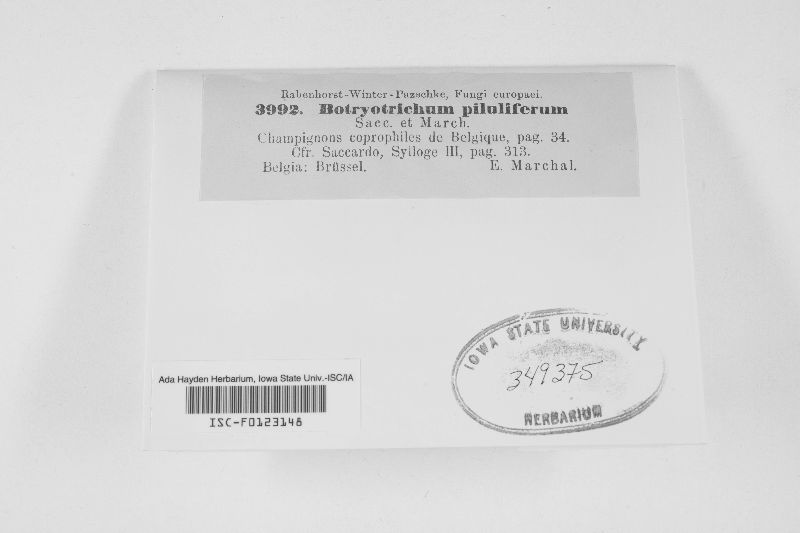 Rabenhorst-Winter-Pazschke, Fungi europaei.
3992. Botryotrichum piluliferum
Sacc. et March.
Champignons coprophiles de Belgique, pag. 34.
Cfr. Saccardo, Sylloge III, pag. 313.
Belgia: Brüssel. E. Marchal.
IOWA STATE UNIVERSITY
349375
HERBARIUM
Ada Hayden Herbarium, Iowa State Univ.-ISC/IA
ISC-F0123148